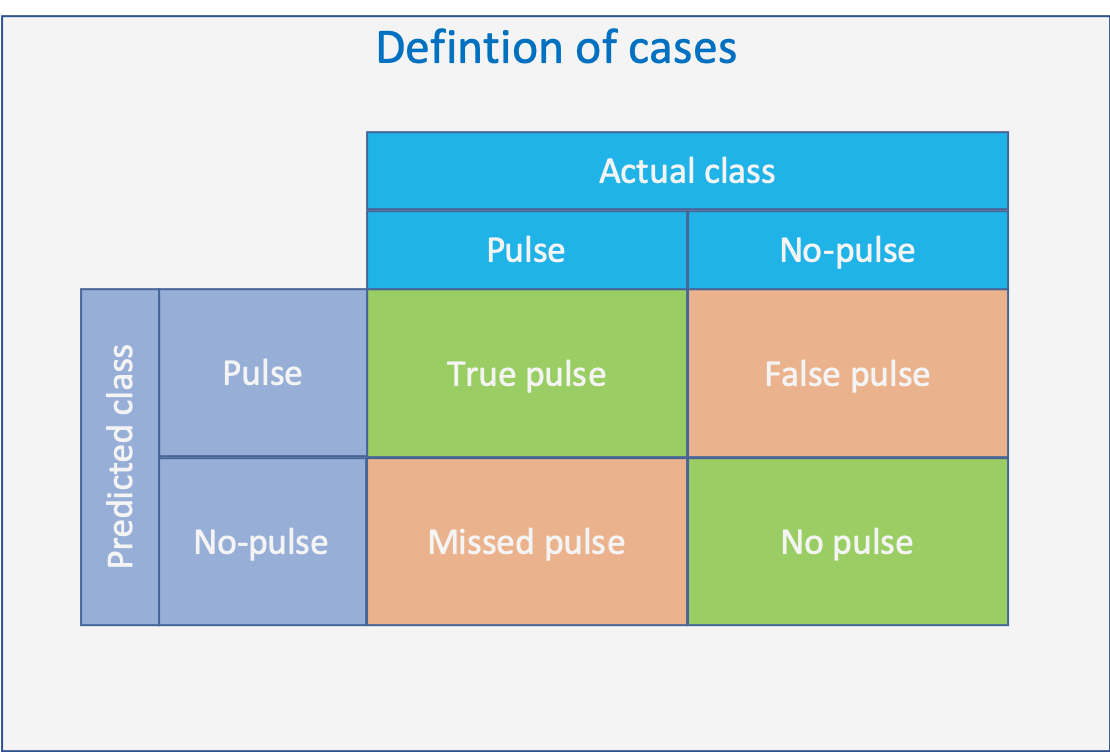 Defintion of cases
Actual class
Pulse
No-pulse
Predicted class
Pulse
True pulse
False pulse
No-pulse
Missed pulse
No pulse